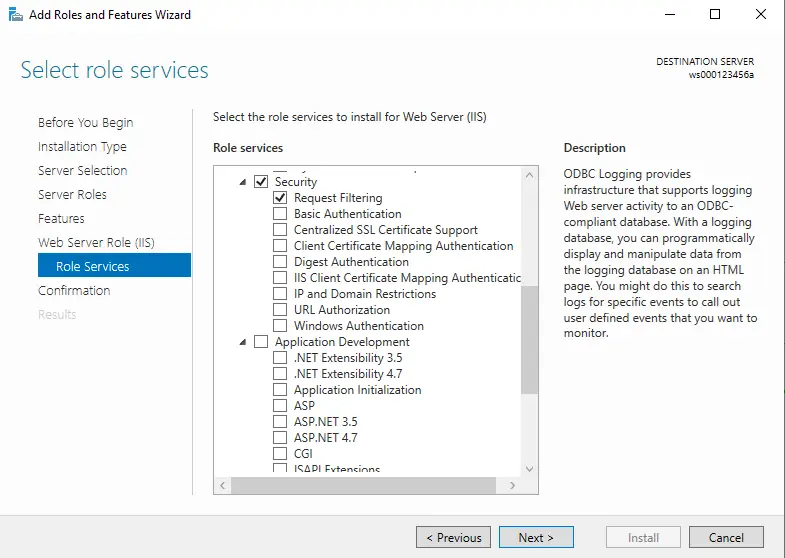 Add Roles and Features Wizard
Select role services
DESTINATION SERVER
ws000123456a
Before You Begin
Installation Type
Server Selection
Server Roles
Features
Web Server Role (IIS)
Role Services
Confirmation
Results
Select the role services to install for Web Server (IIS)
Role services
Security
Request Filtering
Basic Authentication
Centralized SSL Certificate Support
Client Certificate Mapping Authentication
Digest Authentication
IIS Client Certificate Mapping Authenticatic
IP and Domain Restrictions
URL Authorization
Windows Authentication
Application Development
.NET Extensibility 3.5
.NET Extensibility 4.7
Application Initialization
ASP
ASP.NET 3.5
ASP.NET 4.7
CGI
ISAPI Extensions
Description
ODBC Logging provides
infrastructure that supports logging
Web server activity to an ODBC-
compliant database. With a logging
database, you can programmatically
display and manipulate data from
the logging database on an HTML
page. You might do this to search
logs for specific events to call out
user defined events that you want to
monitor.
< Previous
Next >
Install
Cancel